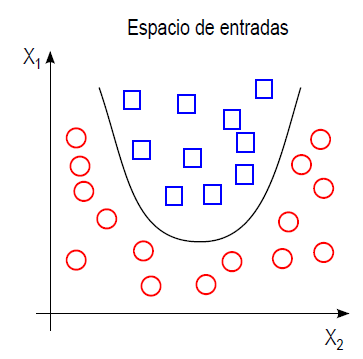 Espacio de entradas
X₁
X₂